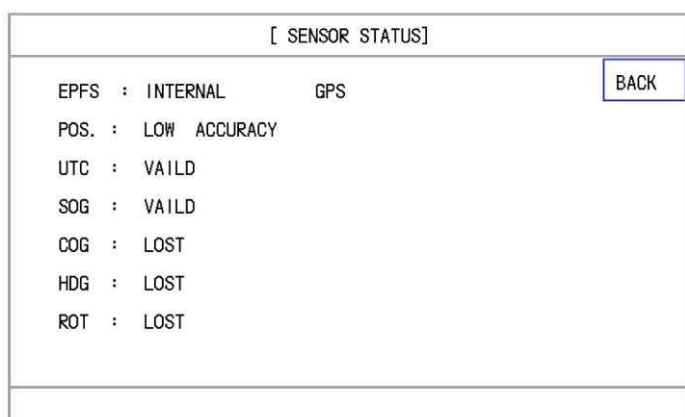 [ SENSOR STATUS]
BACK
EPFS : INTERNAL GPS
POS. : LOW ACCURACY
UTC : VAILD
SOG : VAILD
COG : LOST
HDG : LOST
ROT : LOST